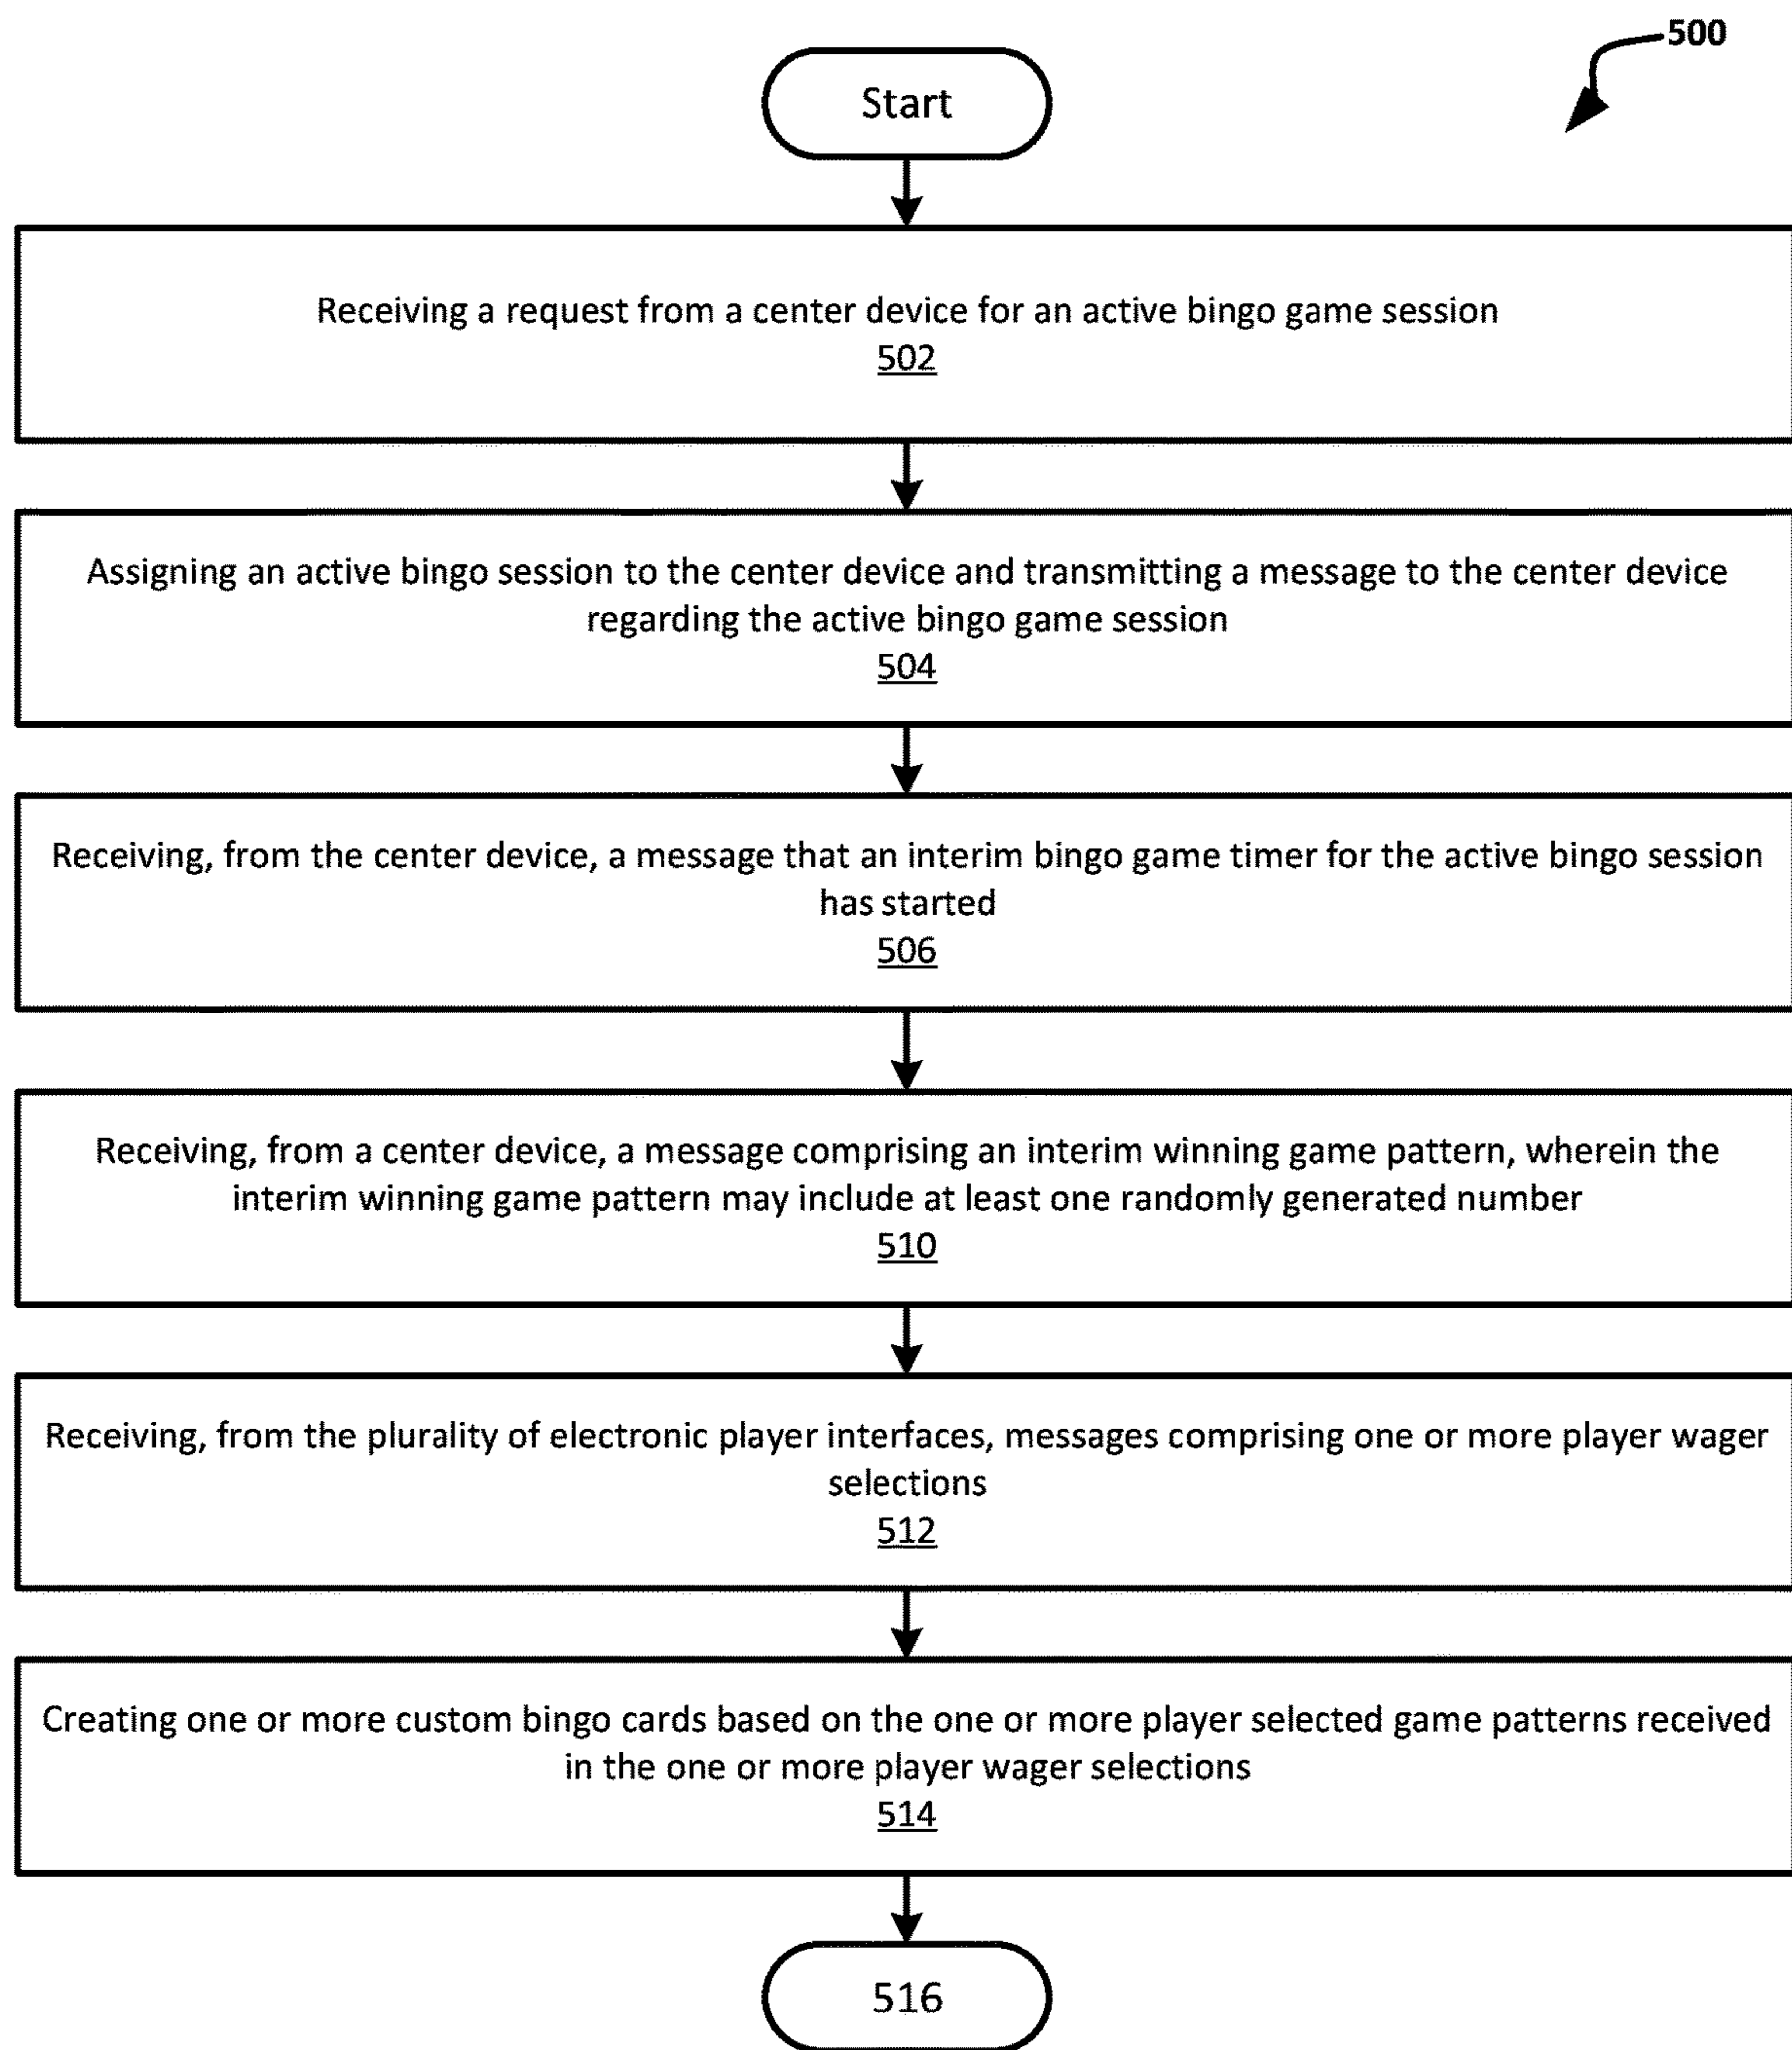 500
Start
Receiving a request from a center device for an active bingo game session
502
Assigning an active bingo session to the center device and transmitting a message to the center device
regarding the active bingo game session
504
Receiving, from the center device, a message that an interim bingo game timer for the active bingo session
has started
506
Receiving, from a center device, a message comprising an interim winning game pattern, wherein the
interim winning game pattern may include at least one randomly generated number
510
Receiving, from the plurality of electronic player interfaces, messages comprising one or more player wager
selections
512
Creating one or more custom bingo cards based on the one or more player selected game patterns received
in the one or more player wager selections
514
516